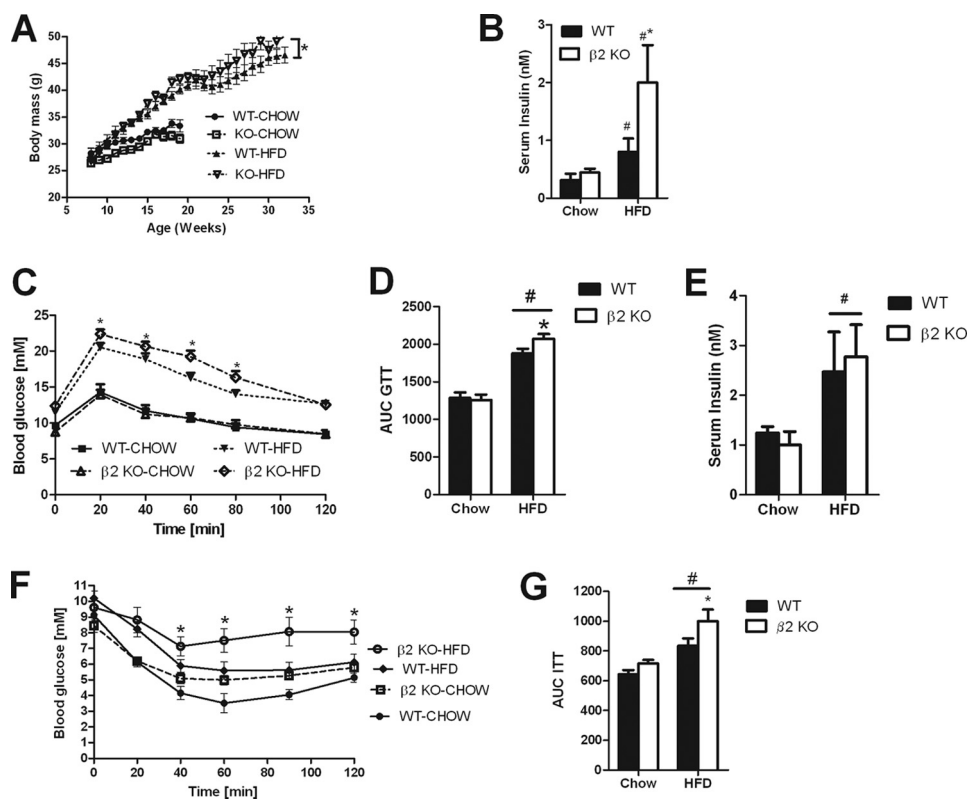 A
Body mass (g)
50
45
40
35
30
25
20
*
WT-CHOW
KO-CHOW
WT-HFD
KO-HFD
5 10 15 20 25 30 35
Age (Weeks)
B
WT
β2 KO
Serum Insulin (nM)
3
2
1
0
#
#*
Chow HFD
C
Blood glucose [mM]
25
20
15
10
5
0
* * * *
WT-CHOW WT-HFD
β2 KO-CHOW β2 KO-HFD
0 20 40 60 80 100 120
Time [min]
D
WT
β2 KO
AUC GTT
2500
2000
1500
1000
500
0
#
*
Chow HFD
E
WT
β2 KO
Serum Insulin (nM)
4
3
2
1
0
#
Chow HFD
F
Blood glucose [mM]
11
10
9
8
7
6
5
4
3
2
1
0
* * * *
β2 KO-HFD
WT-HFD
β2 KO-CHOW
WT-CHOW
0 20 40 60 80 100 120
Time [min]
G
WT
β2 KO
AUC ITT
1200
1000
800
600
400
200
0
#
*
Chow HFD